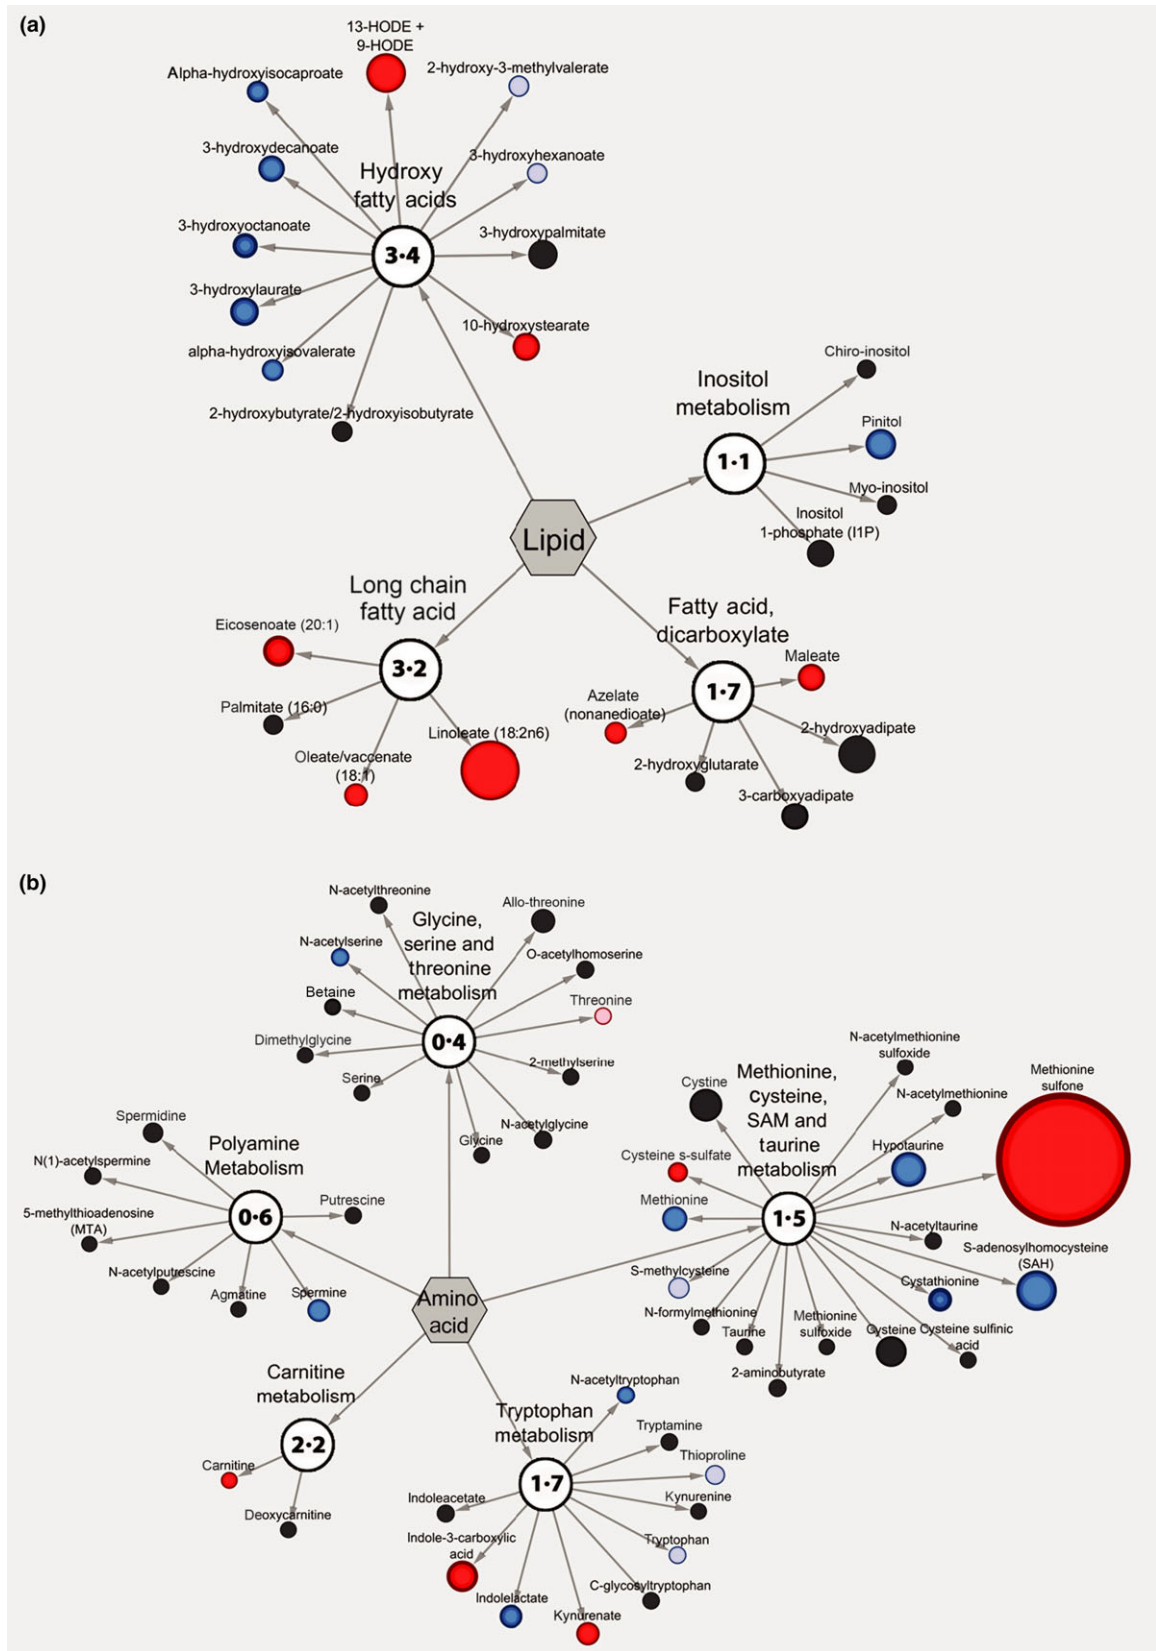 (a)
13-HODE +
9-HODE
Alpha-hydroxyisocaproate
2-hydroxy-3-methylvalerate
3-hydroxydecanoate
3-hydroxyhexanoate
Hydroxy
fatty acids
3-hydroxyoctanoate
3-hydroxypalmitate
3·4
3-hydroxylaurate
10-hydroxystearate
alpha-hydroxyisovalerate
2-hydroxybutyrate/2-hydroxyisobutyrate
Chiro-inositol
Inositol
metabolism
Pinitol
1·1
Myo-inositol
Inositol
1-phosphate (I1P)
Lipid
Long chain
fatty acid
Eicosenoate (20:1)
3·2
Palmitate (16:0)
Oleate/vaccenate
(18:1)
Linoleate (18:2n6)
Fatty acid,
dicarboxylate
Maleate
1·7
Azelate
(nonanedioate)
2-hydroxyadipate
2-hydroxyglutarate
3-carboxyadipate
(b)
N-acetylthreonine
Allo-threonine
Glycine,
serine and
threonine
metabolism
N-acetylserine
O-acetylhomoserine
Betaine
Threonine
Dimethylglycine
0·4
2-methylserine
Serine
N-acetylglycine
Glycine
Spermidine
Polyamine
Metabolism
N(1)-acetylspermine
Putrescine
5-methylthioadenosine
(MTA)
0·6
N-acetylputrescine
Agmatine
Spermine
Amino
acid
N-acetylmethionine
sulfoxide
Methionine
sulfone
Methionine,
cysteine,
SAM and
taurine
metabolism
Cystine
N-acetylmethionine
Hypotaurine
Cysteine s-sulfate
Methionine
1·5
N-acetyltaurine
S-adenosylhomocysteine
(SAH)
S-methylcysteine
Cystathionine
N-formylmethionine
Taurine
Methionine
sulfoxide
Cysteine
Cysteine sulfinic
acid
2-aminobutyrate
Carnitine
metabolism
2·2
Carnitine
Deoxycarnitine
N-acetyltryptophan
Tryptophan
metabolism
Tryptamine
Thioproline
1·7
Indoleacetate
Kynurenine
Indole-3-carboxylic
acid
Tryptophan
C-glycosyltryptophan
Indolelactate
Kynurenate